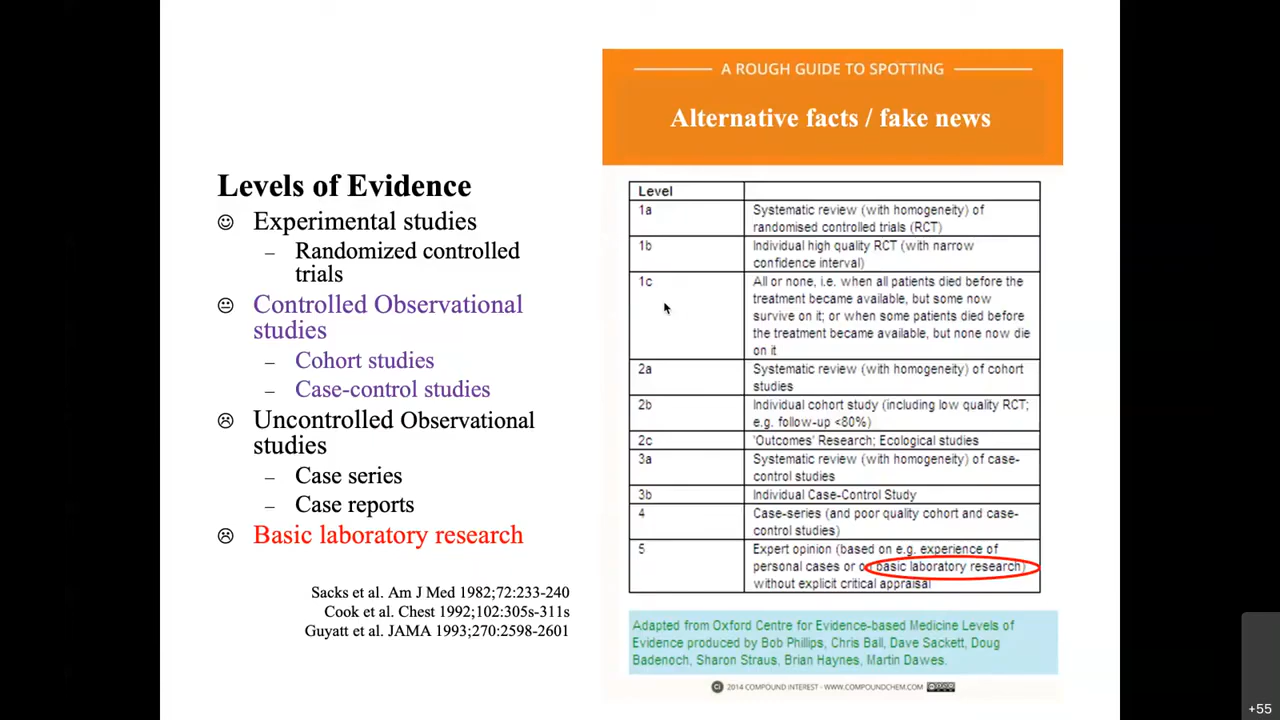 Levels of Evidence
Experimental studies
– Randomized controlled
trials
Controlled Observational
studies
– Cohort studies
– Case-control studies
Uncontrolled Observational
studies
– Case series
– Case reports
Basic laboratory research
Sacks et al. Am J Med 1982;72:233-240
Cook et al. Chest 1992;102:305s-311s
Guyatt et al. JAMA 1993;270:2598-2601
A ROUGH GUIDE TO SPOTTING
Alternative facts / fake news
Level
1a Systematic review (with homogeneity) of
randomised controlled trials (RCT)
1b Individual high quality RCT (with narrow
confidence interval)
1c All or none, i.e. when all patients died before the
treatment became available, but some now
survive on it; or when some patients died before
the treatment became available, but none now die
on it
2a Systematic review (with homogeneity) of cohort
studies
2b Individual cohort study (including low quality RCT;
e.g. follow-up <80%)
2c 'Outcomes' Research; Ecological studies
3a Systematic review (with homogeneity) of case-
control studies
3b Individual Case-Control Study
4 Case-series (and poor quality cohort and case-
control studies)
5 Expert opinion (based on e.g. experience of
personal cases or on basic laboratory research)
without explicit critical appraisal
Adapted from Oxford Centre for Evidence-based Medicine Levels of
Evidence produced by Bob Phillips, Chris Ball, Dave Sackett, Doug
Badenoch, Sharon Straus, Brian Haynes, Martin Dawes.
Ci 2014 COMPOUND INTEREST - WWW.COMPOUNDCHEM.COM
+55